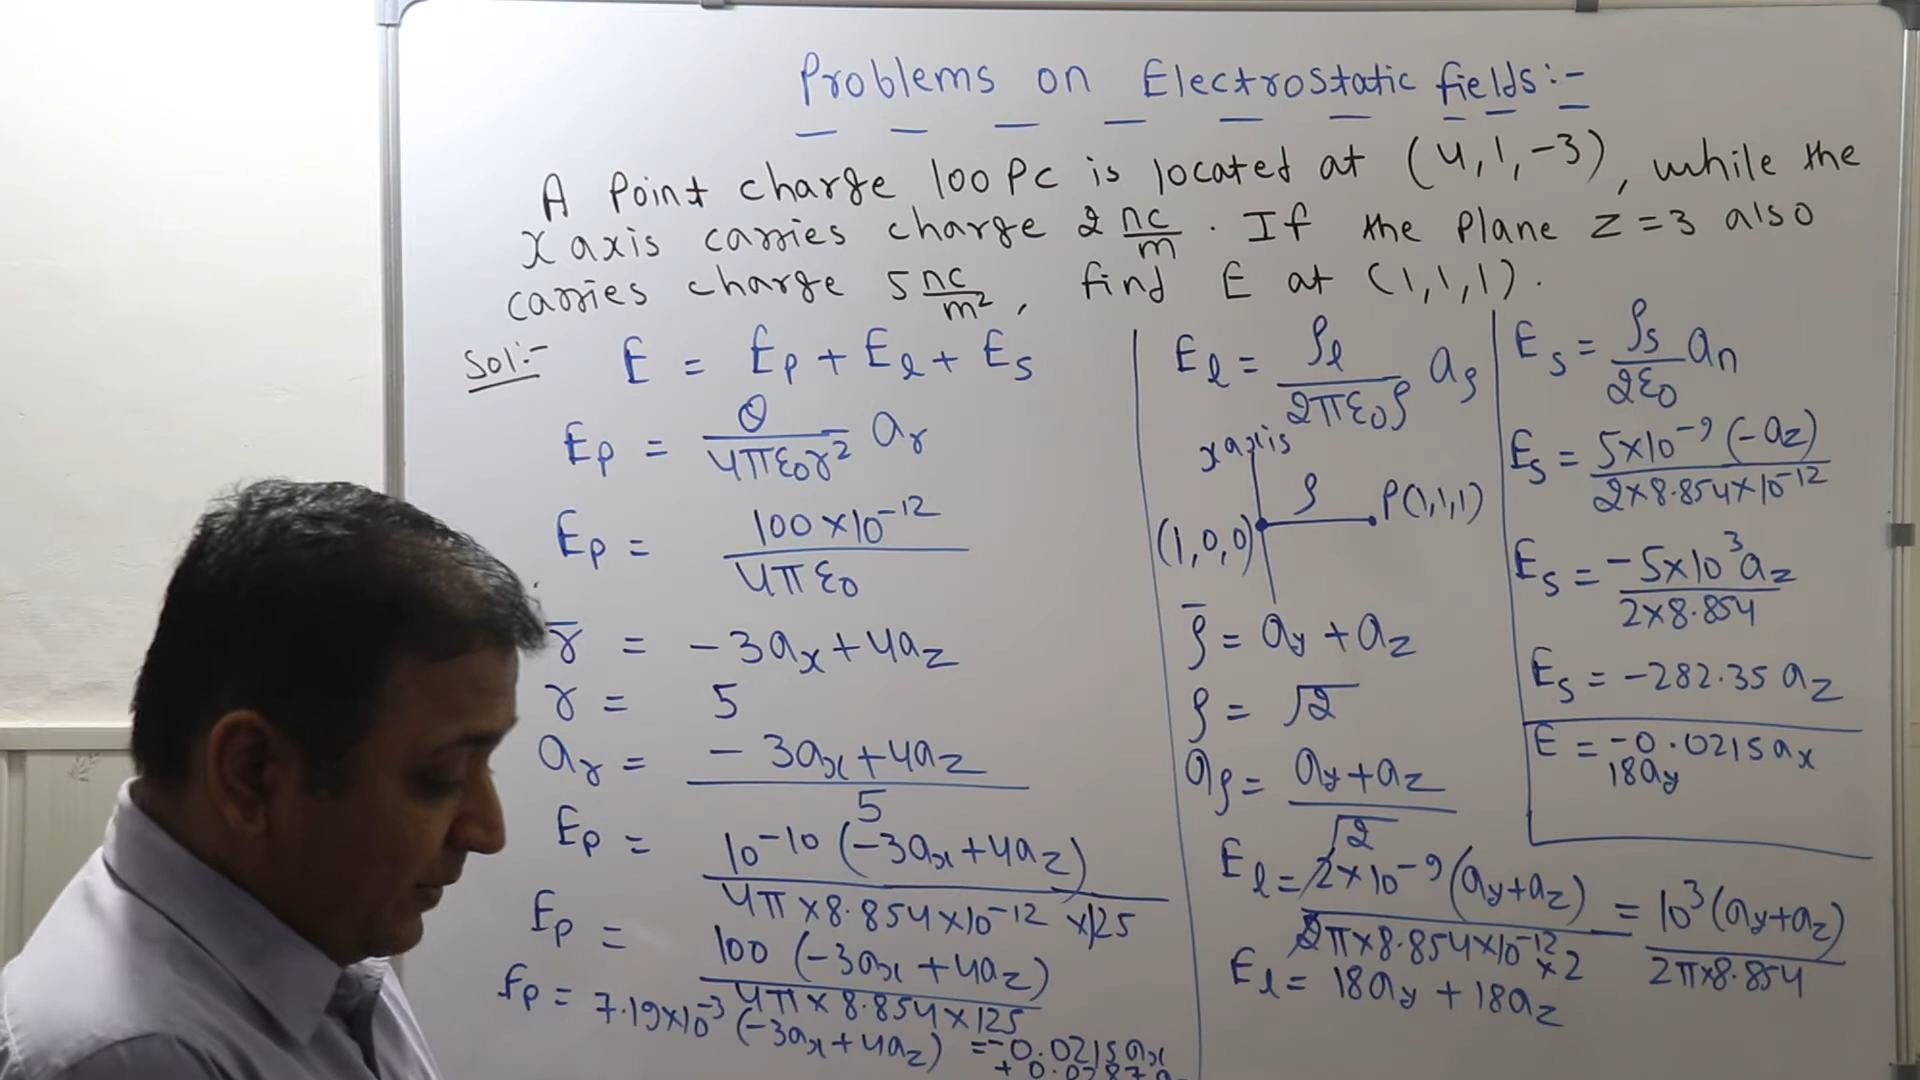 Problems on Electrostatic fields:-
A Point charge 100 PC is located at (4,1,-3), while the
x axis carries charge 2 nc/m . If the plane z=3 also
carries charge 5 nc/m², find E at (1,1,1).
Sol:-
E = Ep + El + Es
Ep = Q/4πε0r² ar
Ep = 100×10^-12/4πε0
r̅ = -3ax+4az
r = 5
ar = -3ax+4az/5
Ep = 10^-10 (-3ax+4az)/4π×8.854×10^-12 ×125
Ep = 100 (-3ax+4az)/4π×8.854×125
Ep = 7.19×10^-3 (-3ax+4az) = -0.0215ax
El = ρl/2πε0ρ aρ
x axis
ρ
P(1,1,1)
(1,0,0)
ρ̅ = ay + az
ρ = √2
aρ = ay+az/√2
El = 2×10^-9 (ay+az)/2π×8.854×10^-12×2 = 10^3(ay+az)/2π×8.854
El = 18ay + 18az
Es = ρs/2ε0 an
Es = 5×10^-9 (-az)/2×8.854×10^-12
Es = -5×10^3 az/2×8.854
Es = -282.35 az
E = -0.0215ax
18ay